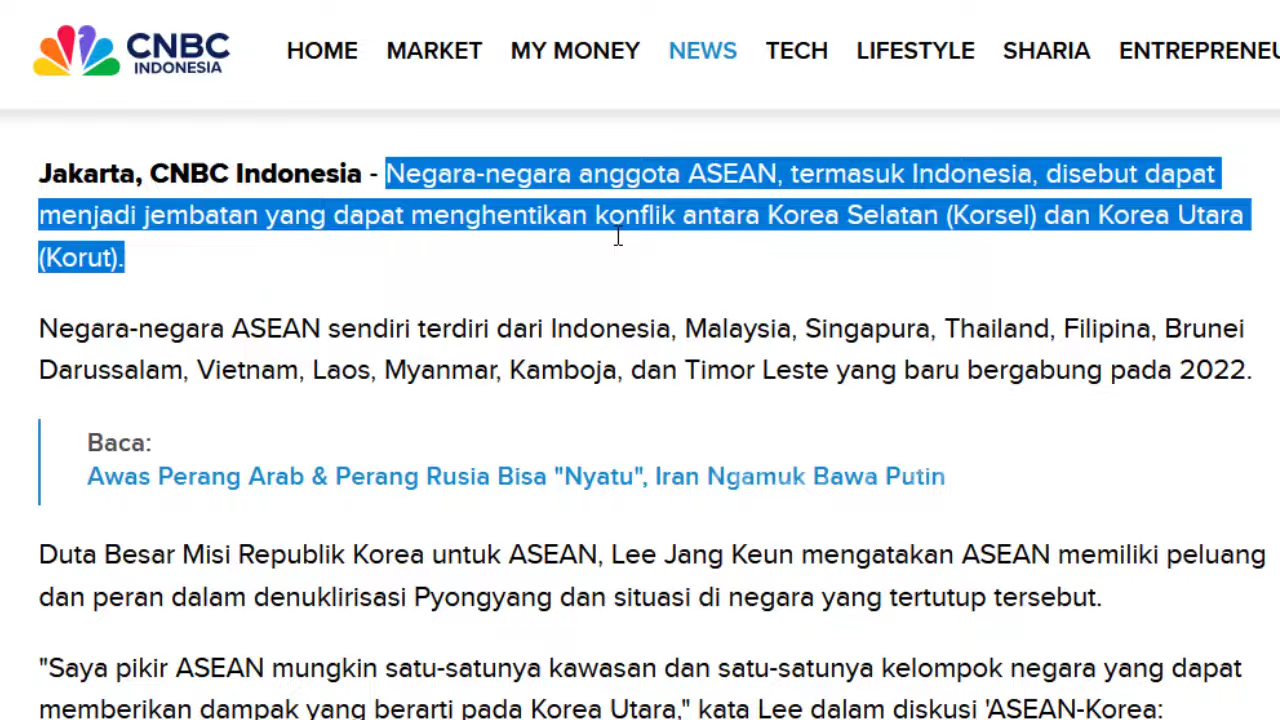 CNBC
INDONESIA
HOME MARKET MY MONEY NEWS TECH LIFESTYLE SHARIA
Jakarta, CNBC Indonesia - Negara-negara anggota ASEAN, termasuk Indonesia, disebut dapat
menjadi jembatan yang dapat menghentikan konflik antara Korea Selatan (Korsel) dan Korea Utara
(Korut).
Negara-negara ASEAN sendiri terdiri dari Indonesia, Malaysia, Singapura, Thailand, Filipina, Brunei
Darussalam, Vietnam, Laos, Myanmar, Kamboja, dan Timor Leste yang baru bergabung pada 2022.
Baca:
Awas Perang Arab & Perang Rusia Bisa "Nyatu", Iran Ngamuk Bawa Putin
Duta Besar Misi Republik Korea untuk ASEAN, Lee Jang Keun mengatakan ASEAN memiliki peluang
dan peran dalam denuklirisasi Pyongyang dan situasi di negara yang tertutup tersebut.
"Saya pikir ASEAN mungkin satu-satunya kawasan dan satu-satunya kelompok negara yang dapat
memberikan dampak yang berarti pada Korea Utara," kata Lee dalam diskusi 'ASEAN-Korea: